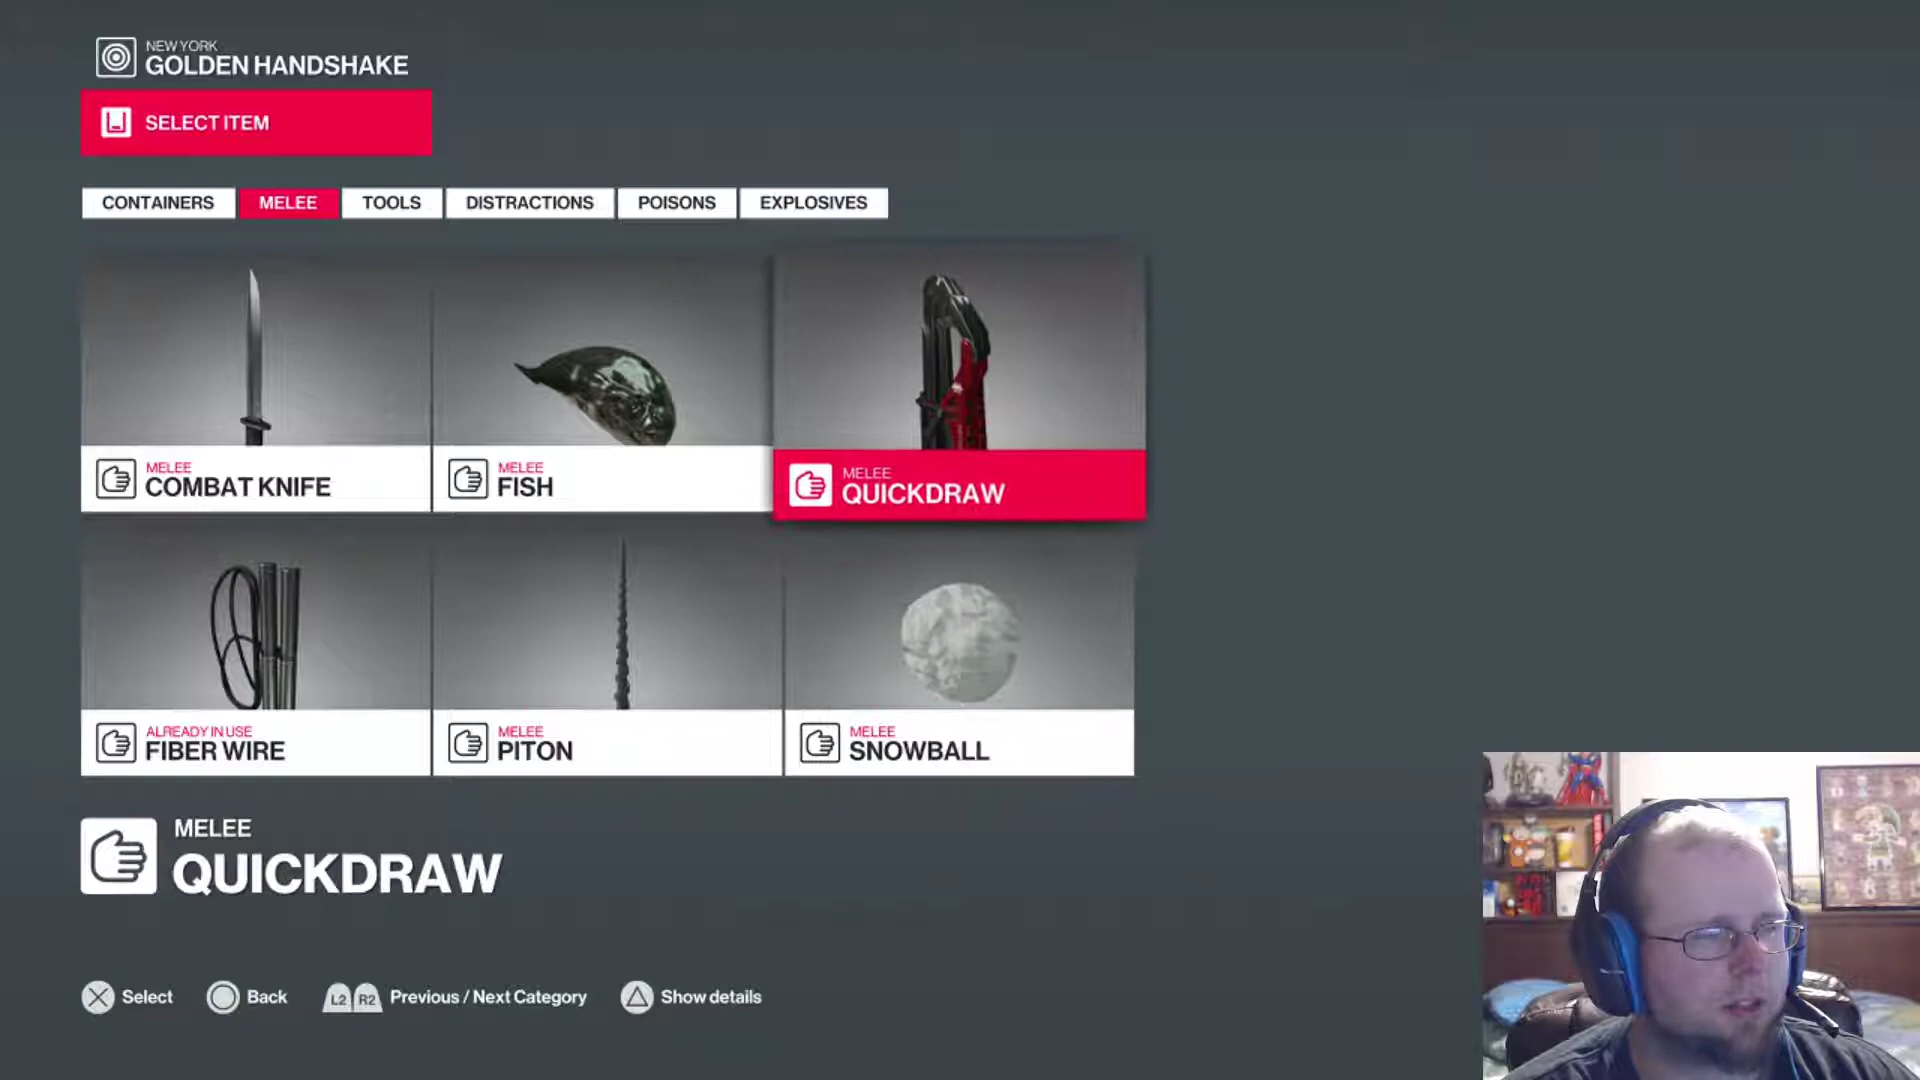 NEW YORK
GOLDEN HANDSHAKE
SELECT ITEM
CONTAINERS
MELEE
TOOLS
DISTRACTIONS
POISONS
EXPLOSIVES
MELEE
COMBAT KNIFE
MELEE
FISH
MELEE
QUICKDRAW
ALREADY IN USE
FIBER WIRE
MELEE
PITON
MELEE
SNOWBALL
MELEE
QUICKDRAW
Select
Back
L2 R2 Previous / Next Category
Show details